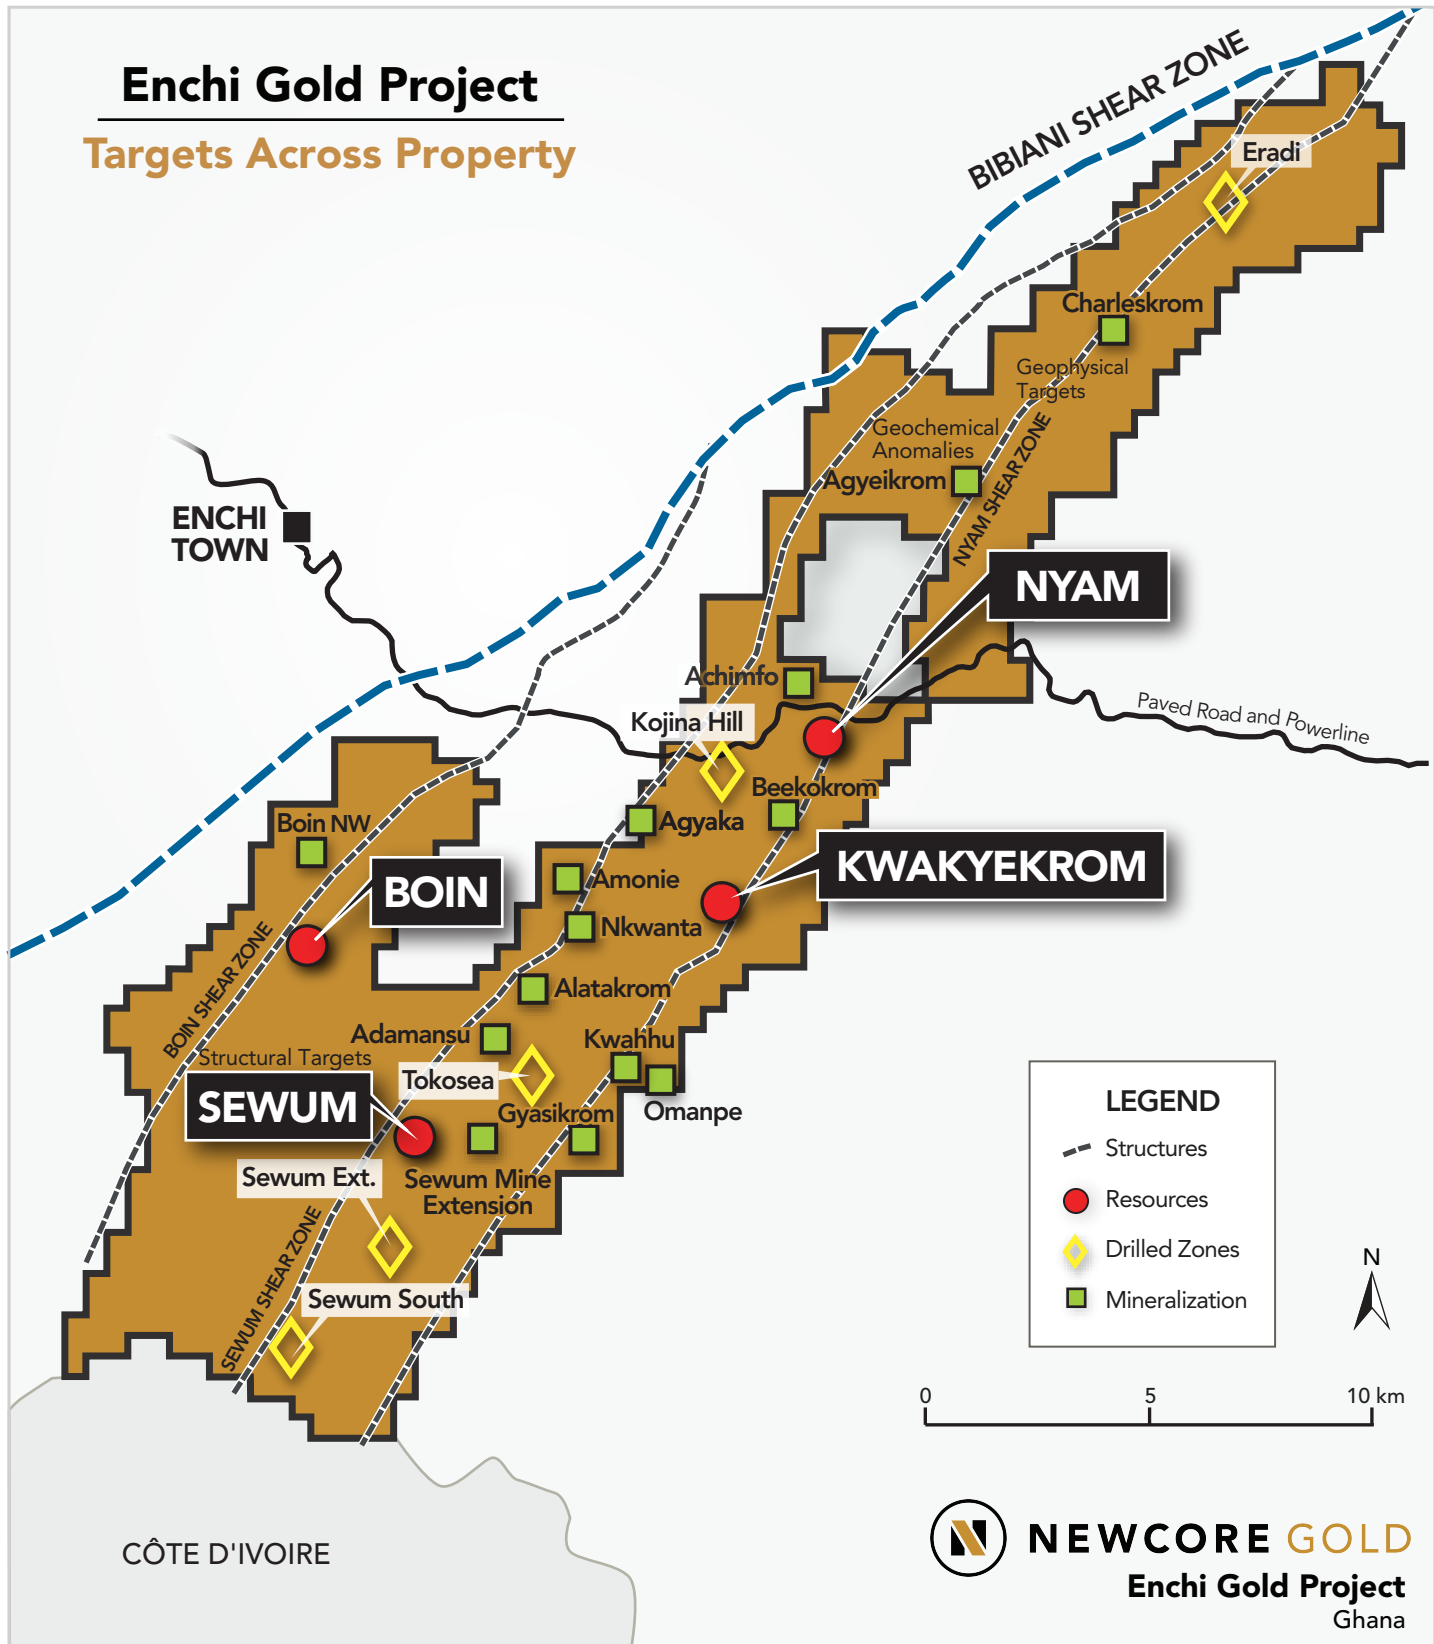 Enchi Gold Project
Targets Across Property
BIBIANI SHEAR ZONE
Eradi
Charleskrom
Geophysical
Targets
Geochemical
Anomalies
Agyeikrom
NYAM SHEAR ZONE
ENCHI
TOWN
NYAM
Achimfo
Kojina Hill
Paved Road and Powerline
Beekokrom
Agyaka
Boin NW
KWAKYEKROM
BOIN
Amonie
Nkwanta
BOIN SHEAR ZONE
Alatakrom
Adamansu
Kwahhu
Structural Targets
Tokosea
SEWUM
Gyasikrom
Omanpe
Sewum Ext.
Sewum Mine
Extension
SEWUM SHEAR ZONE
Sewum South
LEGEND
Structures
Resources
Drilled Zones
Mineralization
N
0 5 10 km
CÔTE D'IVOIRE
N NEWCORE GOLD
Enchi Gold Project
Ghana